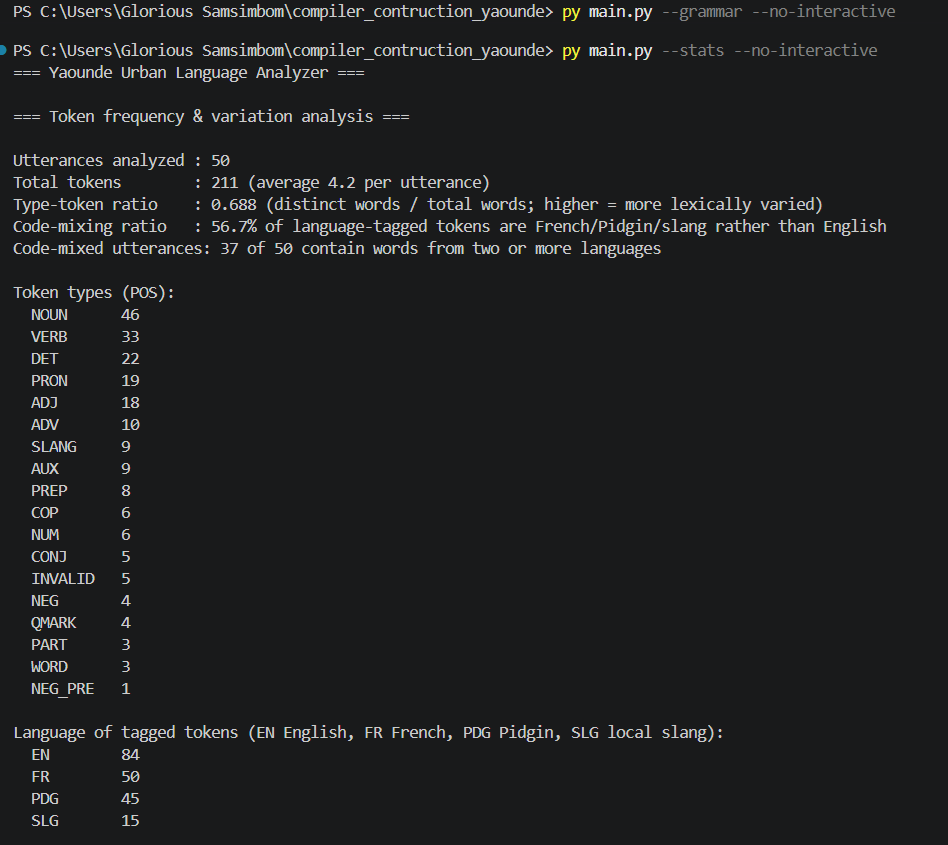 PS C:\Users\Glorious Samsimbom\compiler_contruction_yaounde> py main.py --grammar --no-interactive
PS C:\Users\Glorious Samsimbom\compiler_contruction_yaounde> py main.py --stats --no-interactive
=== Yaounde Urban Language Analyzer ===
=== Token frequency & variation analysis ===
Utterances analyzed : 50
Total tokens        : 211 (average 4.2 per utterance)
Type-token ratio    : 0.688 (distinct words / total words; higher = more lexically varied)
Code-mixing ratio   : 56.7% of language-tagged tokens are French/Pidgin/slang rather than English
Code-mixed utterances: 37 of 50 contain words from two or more languages
Token types (POS):
  NOUN      46
  VERB      33
  DET       22
  PRON      19
  ADJ       18
  ADV       10
  SLANG     9
  AUX       9
  PREP      8
  COP       6
  NUM       6
  CONJ      5
  INVALID   5
  NEG       4
  QMARK     4
  PART      3
  WORD      3
  NEG_PRE   1
Language of tagged tokens (EN English, FR French, PDG Pidgin, SLG local slang):
  EN        84
  FR        50
  PDG       45
  SLG       15